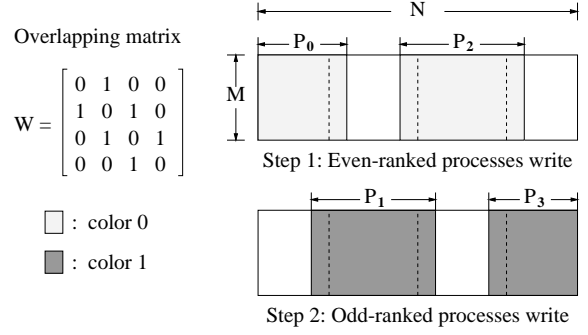 Overlapping matrix
W =
0 1 0 0
1 0 1 0
0 1 0 1
0 0 1 0
: color 0
: color 1
N
P0 P2
M
Step 1: Even-ranked processes write
P1 P3
Step 2: Odd-ranked processes write